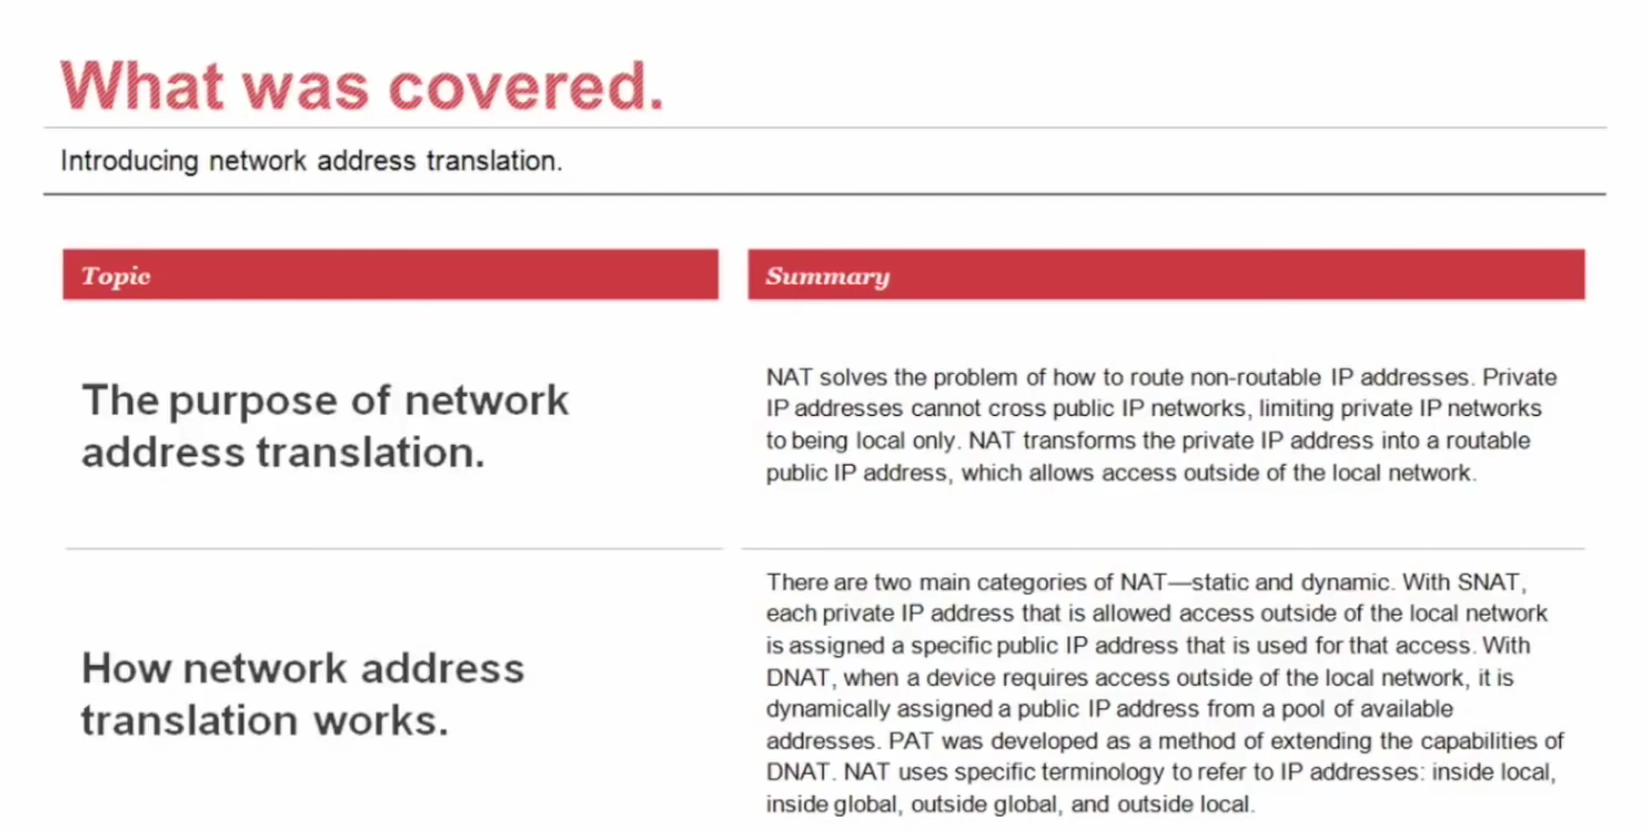 What was covered.
Introducing network address translation.
Topic
Summary
The purpose of network
address translation.
NAT solves the problem of how to route non-routable IP addresses. Private
IP addresses cannot cross public IP networks, limiting private IP networks
to being local only. NAT transforms the private IP address into a routable
public IP address, which allows access outside of the local network.
How network address
translation works.
There are two main categories of NAT—static and dynamic. With SNAT,
each private IP address that is allowed access outside of the local network
is assigned a specific public IP address that is used for that access. With
DNAT, when a device requires access outside of the local network, it is
dynamically assigned a public IP address from a pool of available
addresses. PAT was developed as a method of extending the capabilities of
DNAT. NAT uses specific terminology to refer to IP addresses: inside local,
inside global, outside global, and outside local.